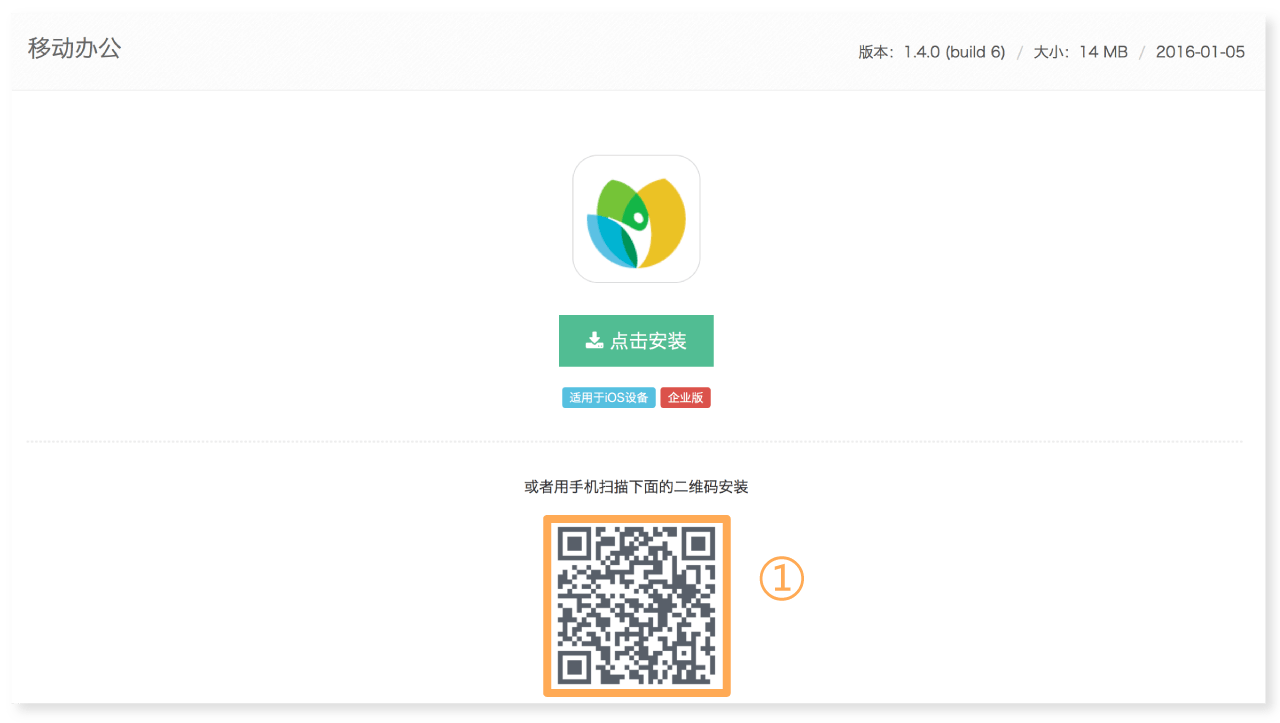 移动办公
版本：1.4.0 (build 6) / 大小：14 MB / 2016-01-05
点击安装
适用于iOS设备 企业版
或者用手机扫描下面的二维码安装
①